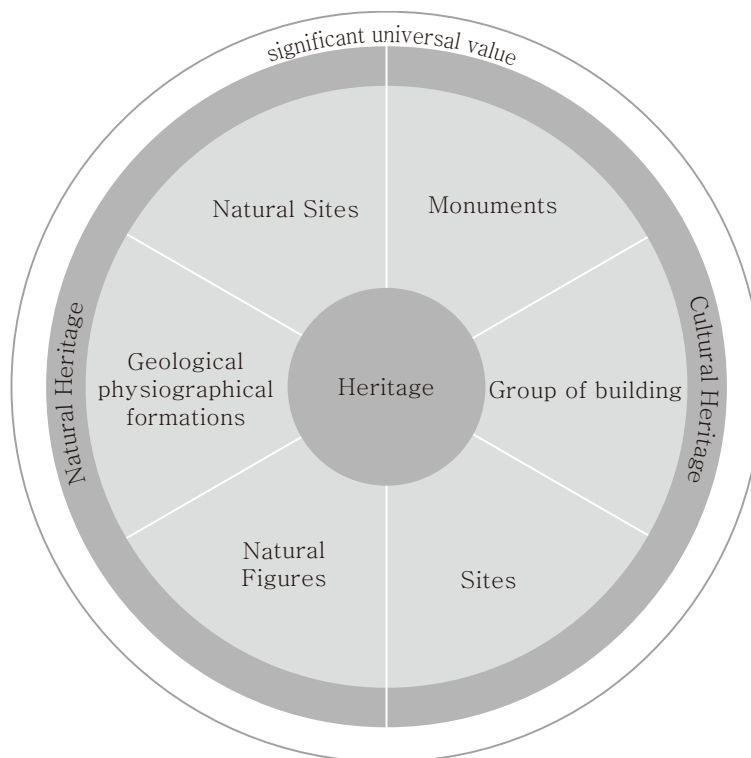 significant universal value
Natural Sites
Monuments
Natural Heritage
Geological
physiographical
formations
Heritage
Group of building
Cultural Heritage
Natural
Figures
Sites